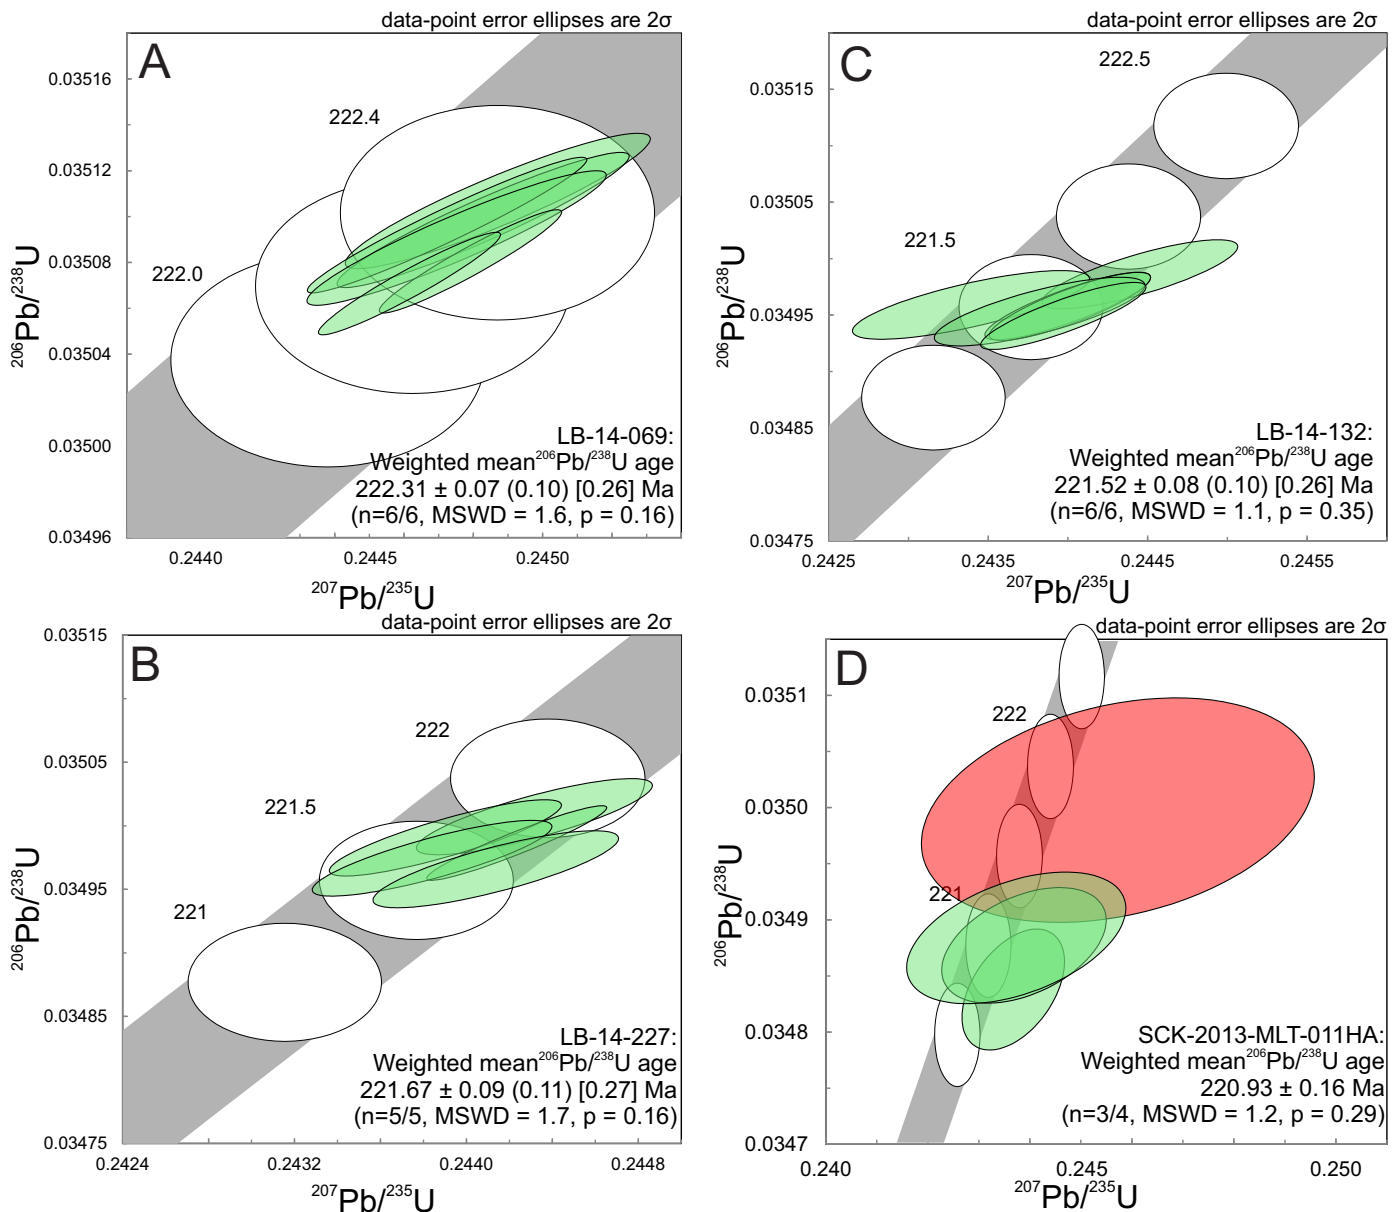 data-point error ellipses are 2σ
A
0.03516
0.03512
0.03508
0.03504
0.03500
0.03496
206Pb/238U
222.4
222.0
LB-14-069:
Weighted mean206Pb/238U age
222.31 ± 0.07 (0.10) [0.26] Ma
(n=6/6, MSWD = 1.6, p = 0.16)
0.2440
0.2445
0.2450
207Pb/235U
data-point error ellipses are 2σ
C
0.03515
0.03505
0.03495
0.03485
0.03475
206Pb/238U
222.5
221.5
LB-14-132:
Weighted mean206Pb/238U age
221.52 ± 0.08 (0.10) [0.26] Ma
(n=6/6, MSWD = 1.1, p = 0.35)
0.2425
0.2435
0.2445
0.2455
207Pb/235U
data-point error ellipses are 2σ
B
0.03515
0.03505
0.03495
0.03485
0.03475
206Pb/238U
222
221.5
221
LB-14-227:
Weighted mean206Pb/238U age
221.67 ± 0.09 (0.11) [0.27] Ma
(n=5/5, MSWD = 1.7, p = 0.16)
0.2424
0.2432
0.2440
0.2448
207Pb/235U
data-point error ellipses are 2σ
D
0.0351
0.0350
0.0349
0.0348
0.0347
206Pb/238U
222
221
SCK-2013-MLT-011HA:
Weighted mean206Pb/238U age
220.93 ± 0.16 Ma
(n=3/4, MSWD = 1.2, p = 0.29)
0.240
0.245
0.250
207Pb/235U